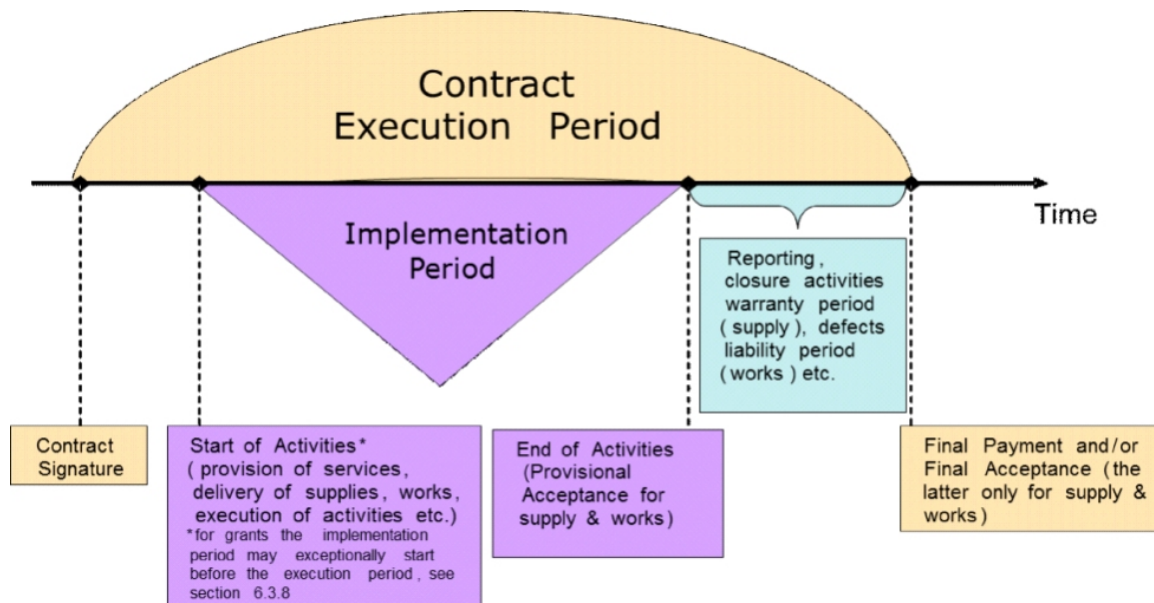 Contract
Execution Period
Time
Implementation
Period
Reporting,
closure activities
warranty period
(supply), defects
liability period
(works) etc.
Contract
Signature
Start of Activities*
(provision of services,
delivery of supplies, works,
execution of activities etc.)
*for grants the implementation
period may exceptionally start
before the execution period, see
section 6.3.8
End of Activities
(Provisional
Acceptance for
supply & works)
Final Payment and/or
Final Acceptance (the
latter only for supply &
works)